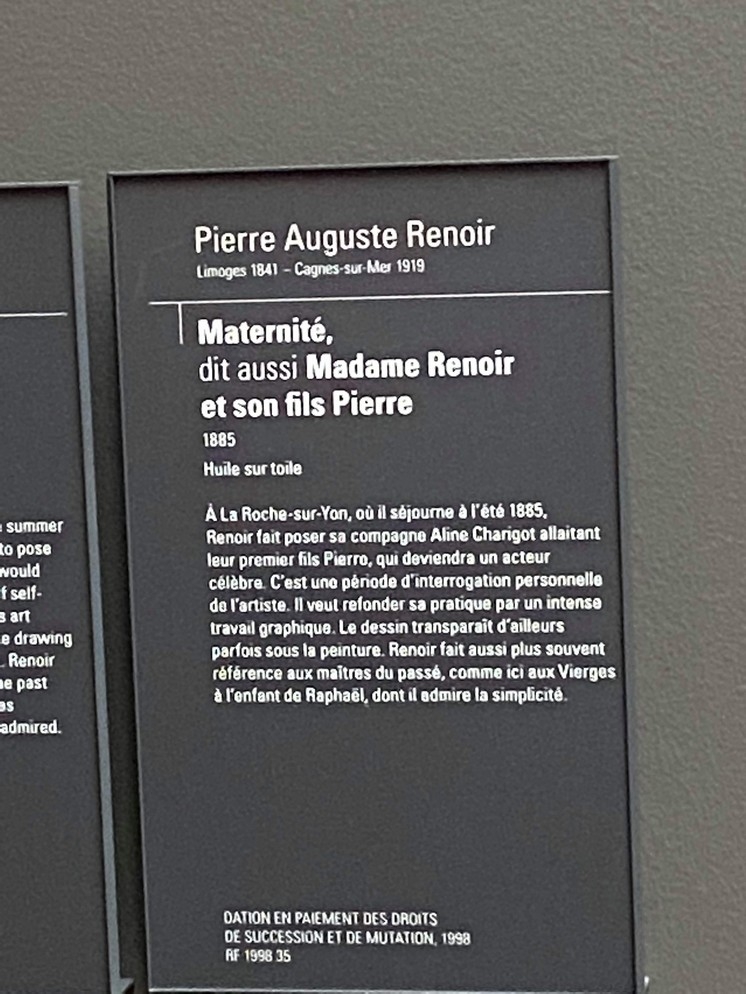 summer
to pose
would
f self-
s art
e drawing
. Renoir
e past
as
admired.
Pierre Auguste Renoir
Limoges 1841 – Cagnes-sur-Mer 1919
Maternité,
dit aussi Madame Renoir
et son fils Pierre
1885
Huile sur toile
À La Roche-sur-Yon, où il séjourne à l'été 1885,
Renoir fait poser sa compagne Aline Charigot allaitant
leur premier fils Pierre, qui deviendra un acteur
célèbre. C'est une période d'interrogation personnelle
de l'artiste. Il veut refonder sa pratique par un intense
travail graphique. Le dessin transparaît d'ailleurs
parfois sous la peinture. Renoir fait aussi plus souvent
référence aux maîtres du passé, comme ici aux Vierges
à l'enfant de Raphaël, dont il admire la simplicité.
DATION EN PAIEMENT DES DROITS
DE SUCCESSION ET DE MUTATION, 1998
RF 1998 35